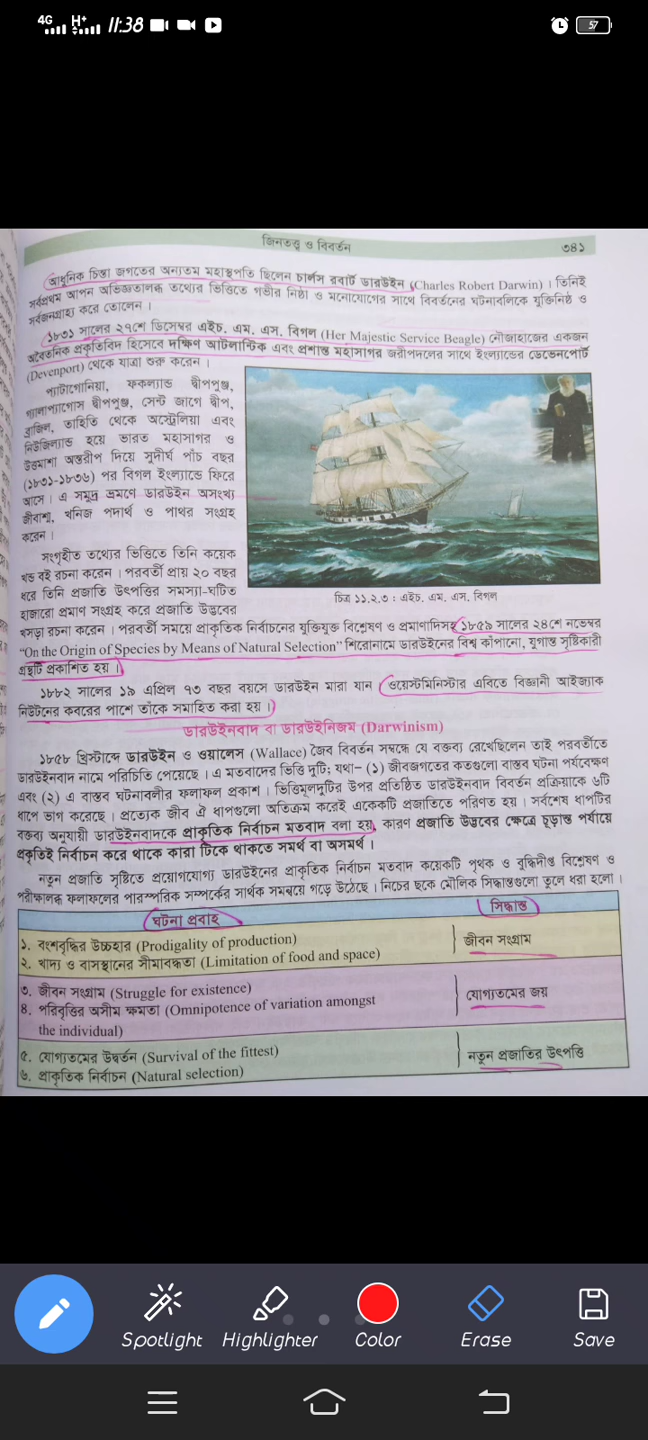 4G H+ 11:38 57
জিনতত্ত্ব ও বিবর্তন ৩৪১
আধুনিক চিন্তা জগতের অন্যতম মহাস্থপতি ছিলেন চার্লস রবার্ট ডারউইন (Charles Robert Darwin)। তিনিই
সর্বপ্রথম আপন অভিজ্ঞতালব্ধ তথ্যের ভিত্তিতে গভীর নিষ্ঠা ও মনোযোগের সাথে বিবর্তনের ঘটনাবলিকে যুক্তিনিষ্ঠ ও
সর্বজনগ্রাহ্য করে তোলেন।
১৮৩১ সালের ২৭শে ডিসেম্বর এইচ. এম. এস. বিগল (Her Majestic Service Beagle) নৌজাহাজের একজন
অবৈতনিক প্রকৃতিবিদ হিসেবে দক্ষিণ আটলান্টিক এবং প্রশান্ত মহাসাগর জরীপদলের সাথে ইংল্যান্ডের ডেভেনপোর্ট
(Devenport) থেকে যাত্রা শুরু করেন।
প্যাটাগোনিয়া, ফকল্যান্ড দ্বীপপুঞ্জ,
গ্যালাপ্যাগোস দ্বীপপুঞ্জ, সেন্ট জাগে দ্বীপ,
ব্রাজিল, তাহিতি থেকে অস্ট্রেলিয়া এবং
নিউজিল্যান্ড হয়ে ভারত মহাসাগর ও
উত্তমাশা অন্তরীপ দিয়ে সুদীর্ঘ পাঁচ বছর
(১৮৩১-১৮৩৬) পর বিগল ইংল্যান্ডে ফিরে
আসে। এ সমুদ্র ভ্রমণে ডারউইন অসংখ্য
জীবাশ্ম, খনিজ পদার্থ ও পাথর সংগ্রহ
করেন।
সংগৃহীত তথ্যের ভিত্তিতে তিনি কয়েক
খন্ড বই রচনা করেন। পরবর্তী প্রায় ২০ বছর
ধরে তিনি প্রজাতি উৎপত্তির সমস্যা-ঘটিত
হাজারো প্রমাণ সংগ্রহ করে প্রজাতি উদ্ভবের
চিত্র ১১.২.৩ : এইচ. এম. এস. বিগল
খসড়া রচনা করেন। পরবর্তী সময়ে প্রাকৃতিক নির্বাচনের যুক্তিযুক্ত বিশ্লেষণ ও প্রমাণাদিসহ ১৮৫৯ সালের ২৪শে নভেম্বর
“On the Origin of Species by Means of Natural Selection” শিরোনামে ডারউইনের বিশ্ব কাঁপানো, যুগান্ত সৃষ্টিকারী
গ্রন্থটি প্রকাশিত হয়।
১৮৮২ সালের ১৯ এপ্রিল ৭৩ বছর বয়সে ডারউইন মারা যান। ওয়েস্টমিনিস্টার এবিতে বিজ্ঞানী আইজ্যাক
নিউটনের কবরের পাশে তাঁকে সমাহিত করা হয়।
ডারউইনবাদ বা ডারউইনিজম (Darwinism)
১৮৫৮ খ্রিস্টাব্দে ডারউইন ও ওয়ালেস (Wallace) জৈব বিবর্তন সম্বন্ধে যে বক্তব্য রেখেছিলেন তাই পরবর্তীতে
ডারউইনবাদ নামে পরিচিতি পেয়েছে। এ মতবাদের ভিত্তি দুটি; যথা– (১) জীবজগতের কতগুলো বাস্তব ঘটনা পর্যবেক্ষণ
এবং (২) এ বাস্তব ঘটনাবলীর ফলাফল প্রকাশ। ভিত্তিমূলদুটির উপর প্রতিষ্ঠিত ডারউইনবাদ বিবর্তন প্রক্রিয়াকে ৬টি
ধাপে ভাগ করেছে। প্রত্যেক জীব ঐ ধাপগুলো অতিক্রম করেই একেকটি প্রজাতিতে পরিণত হয়। সর্বশেষ ধাপটির
বক্তব্য অনুযায়ী ডারউইনবাদকে প্রাকৃতিক নির্বাচন মতবাদ বলা হয়, কারণ প্রজাতি উদ্ভবের ক্ষেত্রে চূড়ান্ত পর্যায়ে
প্রকৃতিই নির্বাচন করে থাকে কারা টিকে থাকতে সমর্থ বা অসমর্থ।
নতুন প্রজাতি সৃষ্টিতে প্রয়োগযোগ্য ডারউইনের প্রাকৃতিক নির্বাচন মতবাদ কয়েকটি পৃথক ও বুদ্ধিদীপ্ত বিশ্লেষণ ও
পরীক্ষালব্ধ ফলাফলের পারস্পরিক সম্পর্কের সার্থক সমন্বয়ে গড়ে উঠেছে। নিচের ছকে মৌলিক সিদ্ধান্তগুলো তুলে ধরা হলো।
ঘটনা প্রবাহ সিদ্ধান্ত
১. বংশবৃদ্ধির উচ্চহার (Prodigality of production)
২. খাদ্য ও বাসস্থানের সীমাবদ্ধতা (Limitation of food and space)
জীবন সংগ্রাম
৩. জীবন সংগ্রাম (Struggle for existence)
৪. পরিবৃত্তির অসীম ক্ষমতা (Omnipotence of variation amongst
the individual)
যোগ্যতমের জয়
৫. যোগ্যতমের উদ্বর্তন (Survival of the fittest)
৬. প্রাকৃতিক নির্বাচন (Natural selection)
নতুন প্রজাতির উৎপত্তি
Spotlight Highlighter Color Erase Save